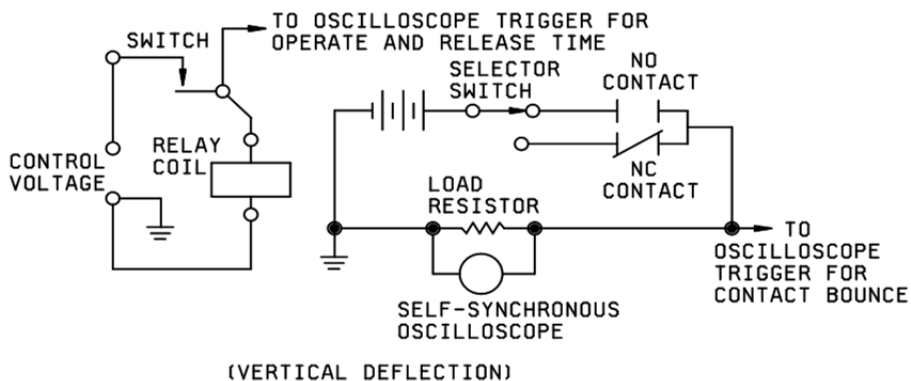 TO OSCILLOSCOPE TRIGGER FOR
OPERATE AND RELEASE TIME
SWITCH
SELECTOR
SWITCH
NO
CONTACT
CONTROL
VOLTAGE
RELAY
COIL
NC
CONTACT
LOAD
RESISTOR
TO
OSCILLOSCOPE
TRIGGER FOR
CONTACT BOUNCE
SELF-SYNCHRONOUS
OSCILLOSCOPE
(VERTICAL DEFLECTION)